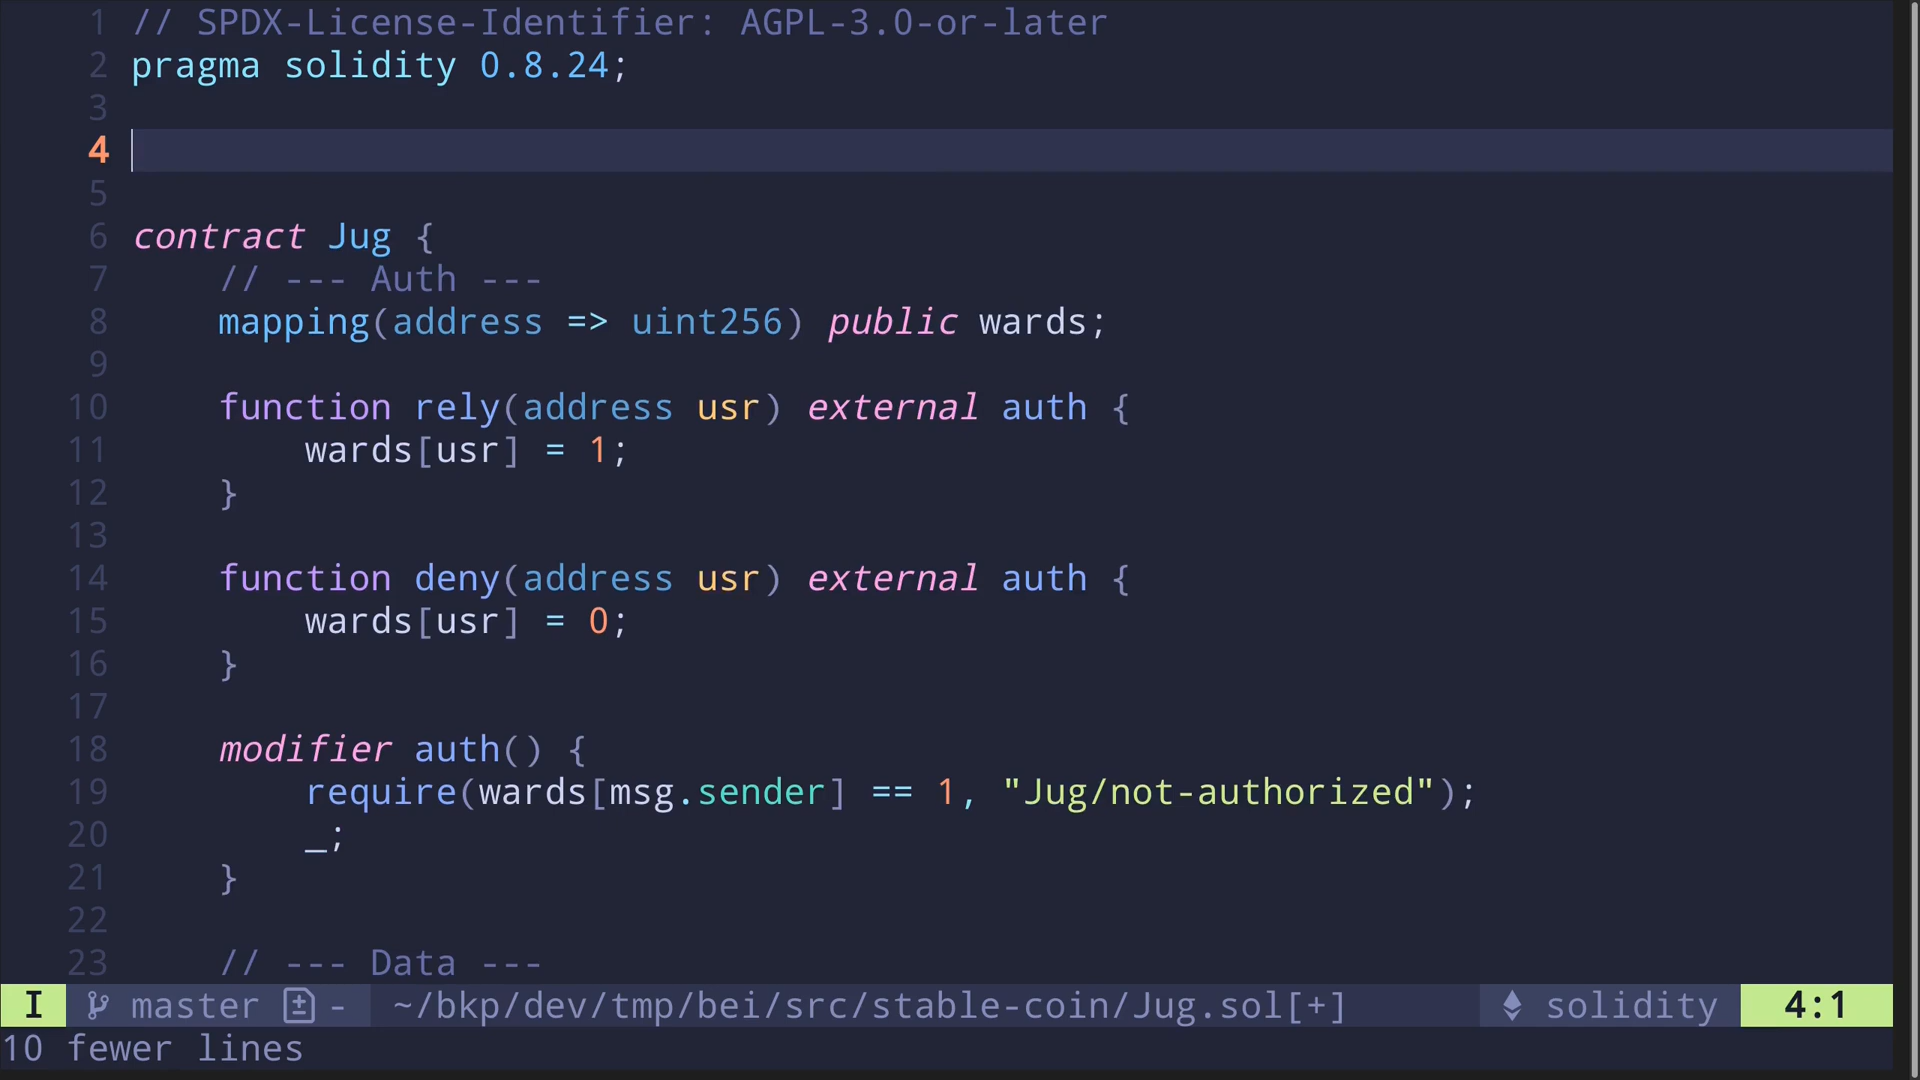 1 // SPDX-License-Identifier: AGPL-3.0-or-later
2 pragma solidity 0.8.24;
3
4
5
6 contract Jug {
7     // --- Auth ---
8     mapping(address => uint256) public wards;
9
10     function rely(address usr) external auth {
11         wards[usr] = 1;
12     }
13
14     function deny(address usr) external auth {
15         wards[usr] = 0;
16     }
17
18     modifier auth() {
19         require(wards[msg.sender] == 1, "Jug/not-authorized");
20         _;
21     }
22
23     // --- Data ---
I master - ~/bkp/dev/tmp/bei/src/stable-coin/Jug.sol[+] solidity 4:1
10 fewer lines